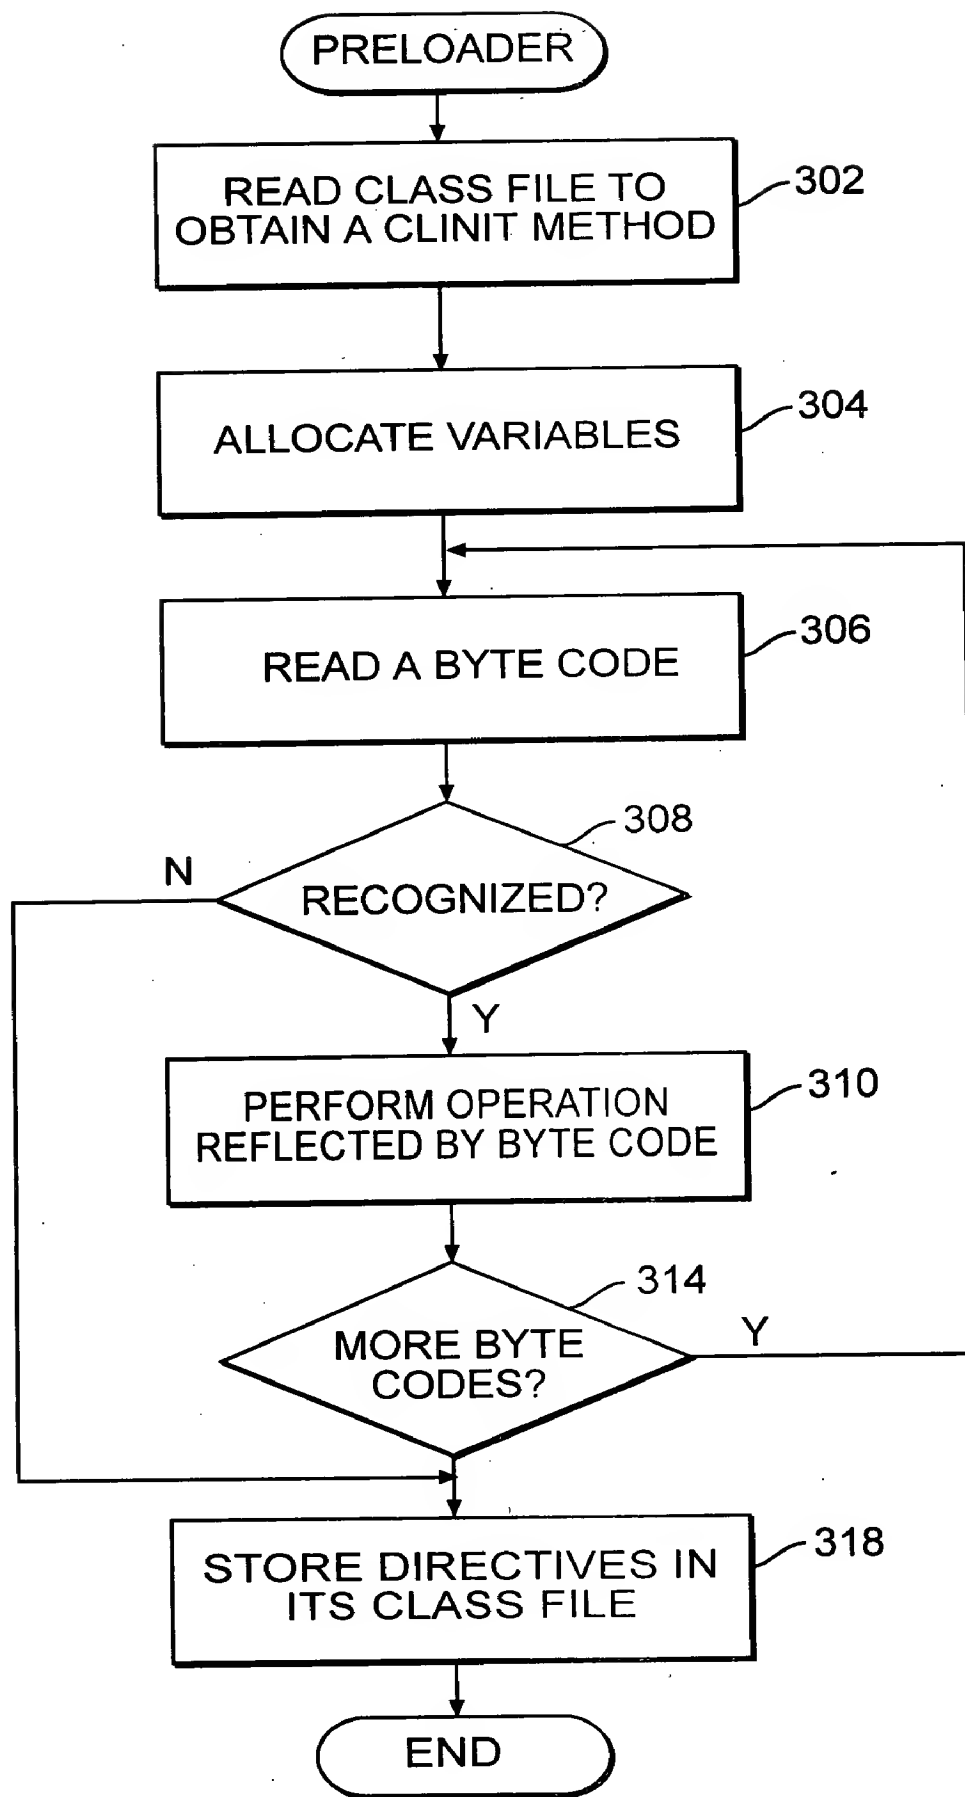 PRELOADER
READ CLASS FILE TO
OBTAIN A CLINIT METHOD
302
ALLOCATE VARIABLES
304
READ A BYTE CODE
306
308
N
RECOGNIZED?
Y
PERFORM OPERATION
REFLECTED BY BYTE CODE
310
314
MORE BYTE
CODES?
Y
STORE DIRECTIVES IN
ITS CLASS FILE
318
END